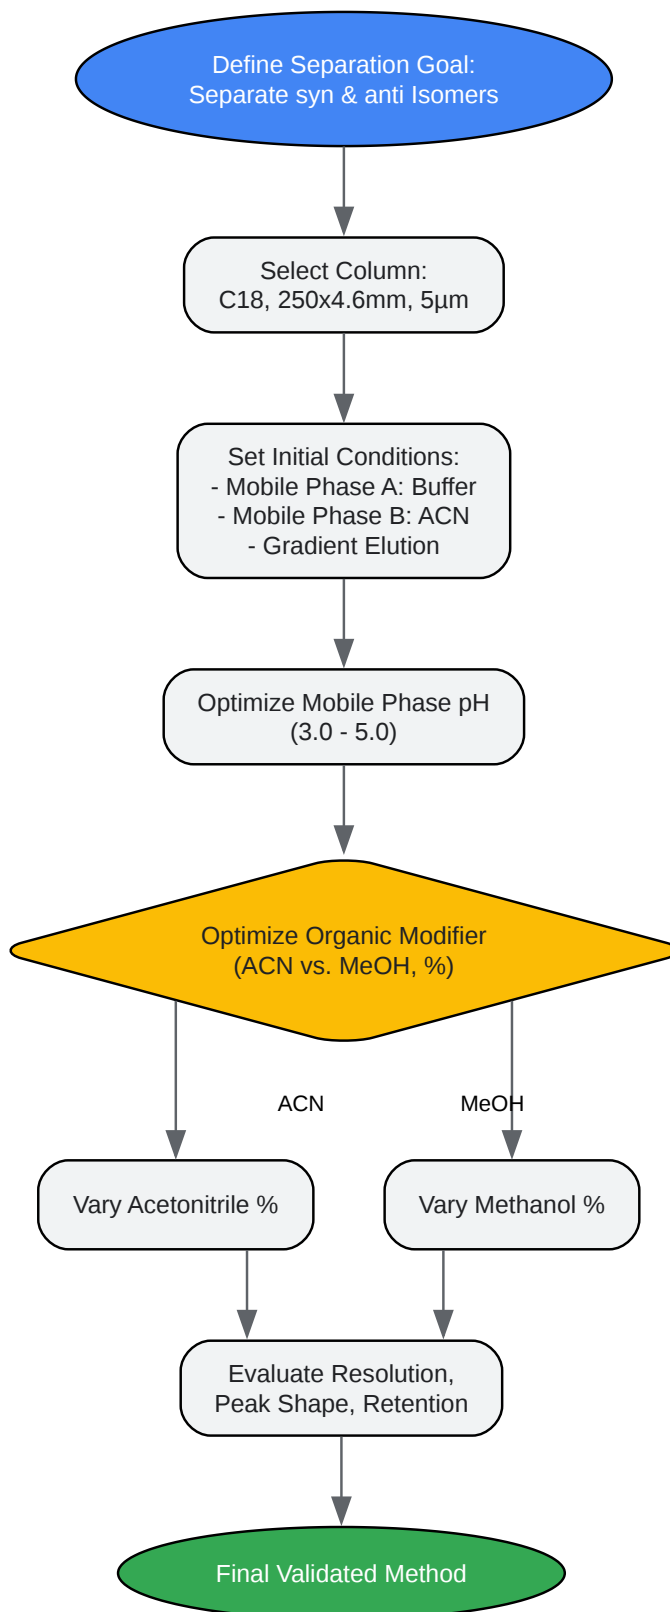 Define Separation Goal:
Separate syn & anti Isomers
Select Column:
C18, 250x4.6mm, 5µm
Set Initial Conditions:
- Mobile Phase A: Buffer
- Mobile Phase B: ACN
- Gradient Elution
Optimize Mobile Phase pH
(3.0 - 5.0)
Optimize Organic Modifier
(ACN vs. MeOH, %)
ACN
MeOH
Vary Acetonitrile %
Vary Methanol %
Evaluate Resolution,
Peak Shape, Retention
Final Validated Method